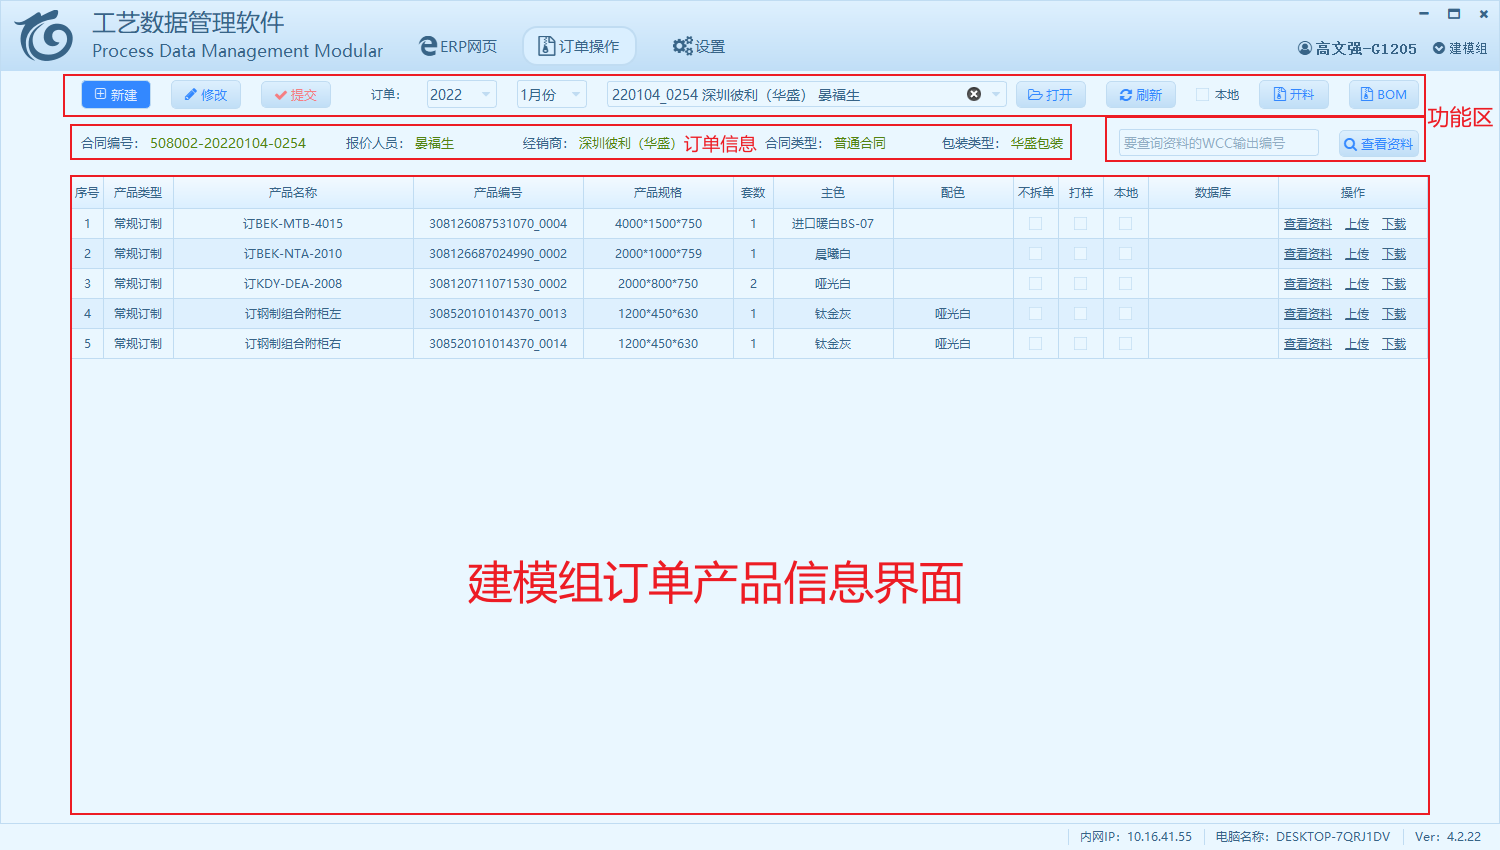 工艺数据管理软件
Process Data Management Modular
ERP网页
订单操作
设置
高文强-G1205
建模组
新建
修改
提交
订单：
2022
1月份
220104_0254 深圳彼利（华盛） 晏福生
打开
刷新
本地
开料
BOM
功能区
合同编号： 508002-20220104-0254 报价人员： 晏福生 经销商： 深圳彼利（华盛） 订单信息 合同类型： 普通合同 包装类型： 华盛包装
要查询资料的WCC输出编号
查看资料
序号 产品类型 产品名称 产品编号 产品规格 套数 主色 配色 不拆单 打样 本地 数据库 操作
1 常规订制 订BEK-MTB-4015 308126087531070_0004 4000*1500*750 1 进口暖白BS-07 查看资料 上传 下载
2 常规订制 订BEK-NTA-2010 308126687024990_0002 2000*1000*759 1 晨曦白 查看资料 上传 下载
3 常规订制 订KDY-DEA-2008 308120711071530_0002 2000*800*750 2 哑光白 查看资料 上传 下载
4 常规订制 订钢制组合附柜左 308520101014370_0013 1200*450*630 1 钛金灰 哑光白 查看资料 上传 下载
5 常规订制 订钢制组合附柜右 308520101014370_0014 1200*450*630 1 钛金灰 哑光白 查看资料 上传 下载
建模组订单产品信息界面
内网IP： 10.16.41.55 电脑名称： DESKTOP-7QRJ1DV Ver： 4.2.22